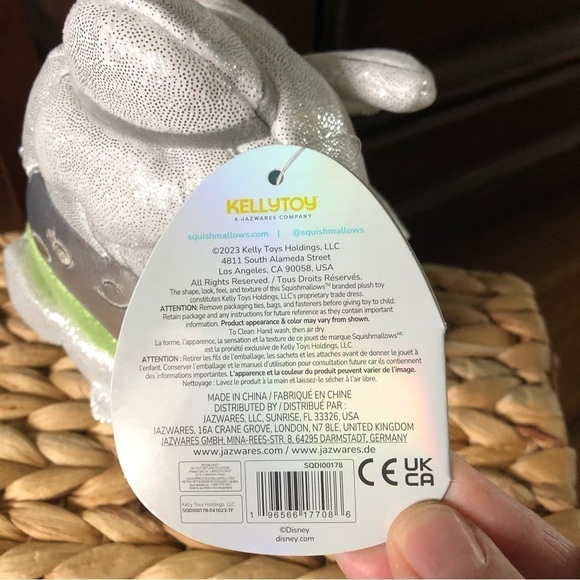 KELLYTOY
A JAZWARES COMPANY
squishmallows.com | @squishmallows
©2023 Kelly Toys Holdings, LLC
4811 South Alameda Street
Los Angeles, CA 90058, USA
All Rights Reserved. / Tous Droits Réservés.
The shape, look, feel, and texture of this Squishmallows™ branded plush toy
constitutes Kelly Toys Holdings, LLC's proprietary trade dress.
ATTENTION: Remove packaging ties, bags, and fasteners before giving toy to child.
Retain package and any instructions for future reference as they contain important
information. Product appearance & color may vary from shown.
To Clean: Hand wash, then air dry.
La forme, l'apparence, la sensation et la texture de ce jouet de marque Squishmallowsᴹᶜ
est la proriété exclusive de Kelly Toys Holdings, LLC.
ATTENTION : Retirer les fils de l'emballage, les sachets et les attaches avant de donner le jouet à
l'enfant. Conserver l'emballage et le manuel d'utilisation pour consultation future car ils contiennent
des informations importantes. L'apparence et la couleur du produit peuvent varier de l'image.
Nettoyage : Lavez le produit à la main et laissez-le sécher à l'air libre.
MADE IN CHINA / FABRIQUÉ EN CHINE
DISTRIBUTED BY / DISTRIBUÉ PAR :
JAZWARES, LLC, SUNRISE, FL 33326, USA
JAZWARES, 16A CRANE GROVE, LONDON, N7 8LE, UNITED KINGDOM
JAZWARES GMBH, MINA-REES-STR. 8, 64295 DARMSTADT, GERMANY
www.jazwares.com / www.jazwares.de
SQDI00178
Kelly Toy Holdings, LLC.
SQDI00178-041023-TF
1 96566 17708 6
CE UK
CA
©Disney
disney.com